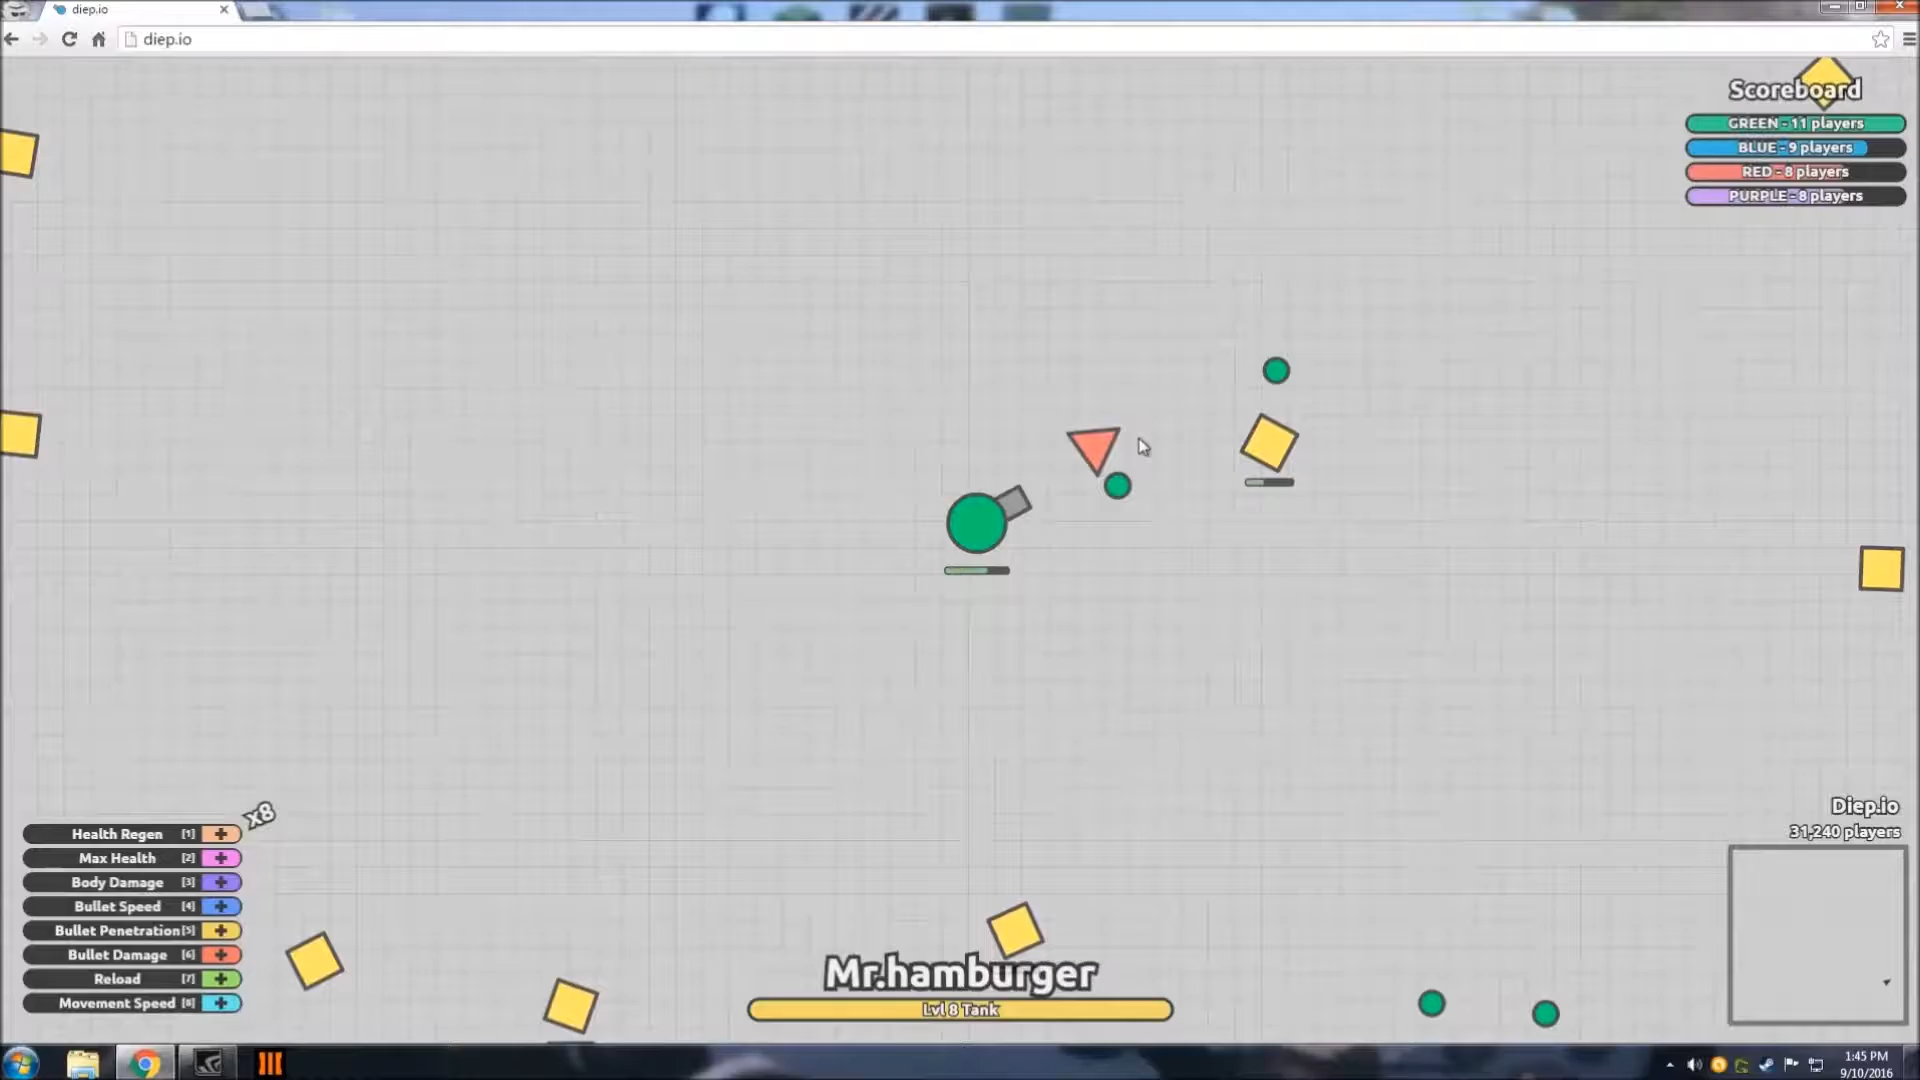 diep.io
diep.io
Scoreboard
GREEN - 11 players
BLUE - 9 players
RED - 8 players
PURPLE - 8 players
x8
Health Regen [1] +
Max Health [2] +
Body Damage [3] +
Bullet Speed [4] +
Bullet Penetration [5] +
Bullet Damage [6] +
Reload [7] +
Movement Speed [8] +
Mr.hamburger
Lvl 8 Tank
Diep.io
31,240 players
1:45 PM
9/10/2016